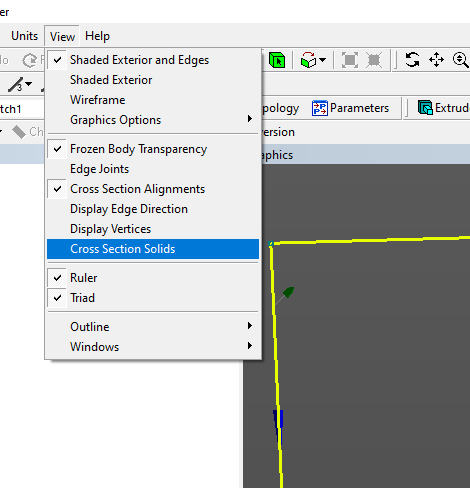 er
Units View Help
Shaded Exterior and Edges
Shaded Exterior
Wireframe
Graphics Options
tch1
pology Parameters Extrud
Frozen Body Transparency
Ch
ersion
Edge Joints
aphics
Cross Section Alignments
Display Edge Direction
Display Vertices
Cross Section Solids
Ruler
Triad
Outline
Windows